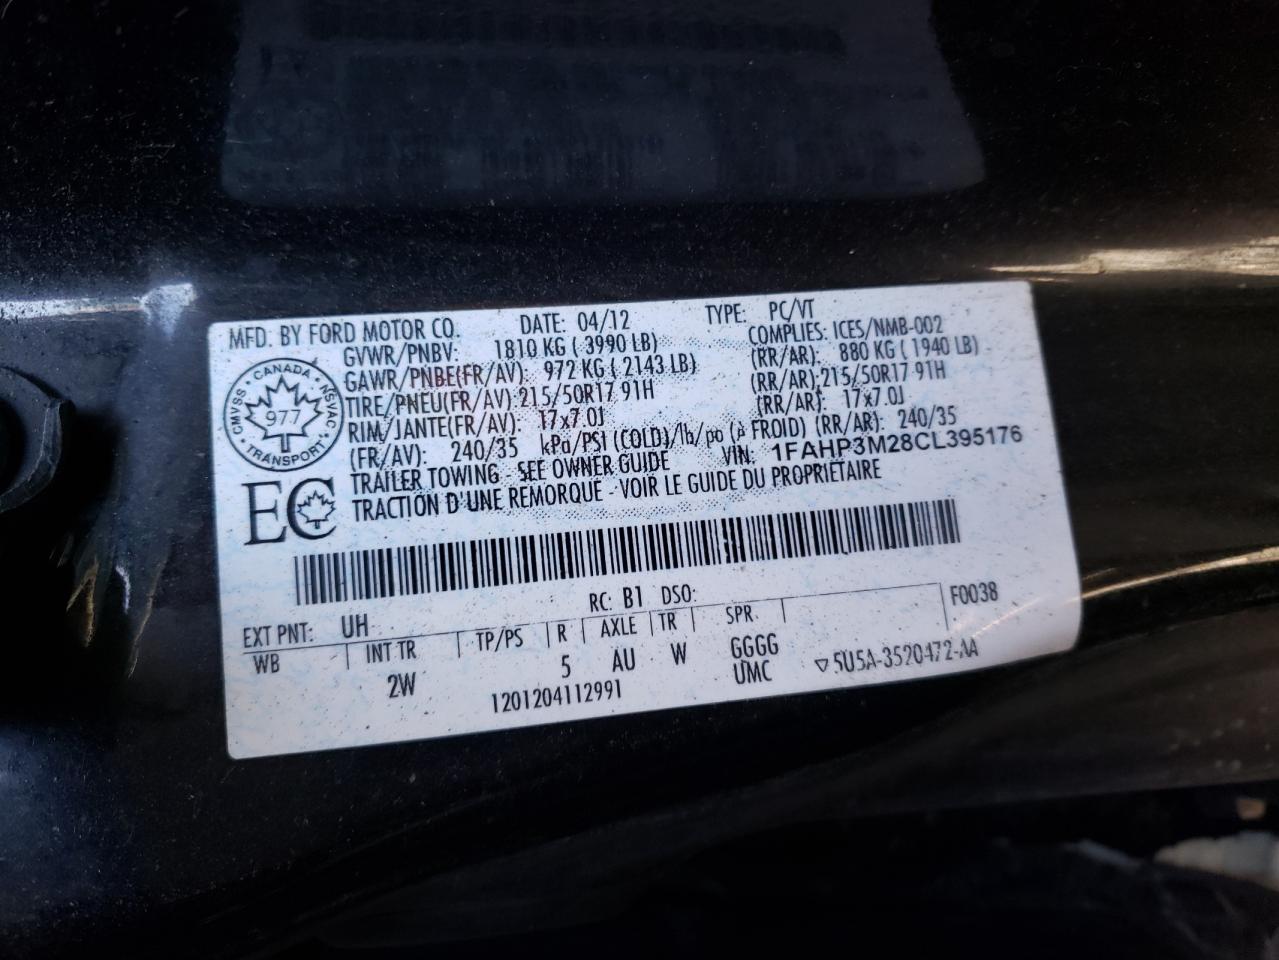 MFD. BY FORD MOTOR CO. DATE: 04/12 TYPE: PC/VT
GVWR/PNBV: 1810 KG ( 3990 LB) COMPLIES: ICES/NMB-002
GAWR/PNBE(FR/AV): 972 KG ( 2143 LB) (RR/AR): 880 KG ( 1940 LB)
TIRE/PNEU(FR/AV): 215/50R17 91H (RR/AR): 215/50R17 91H
RIM/JANTE(FR/AV): 17x7.0J (RR/AR): 17x7.0J
(FR/AV): 240/35 kPa/PSI (COLD)/lb/po (à FROID) (RR/AR): 240/35
TRAILER TOWING - SEE OWNER GUIDE VIN: 1FAHP3M28CL395176
TRACTION D'UNE REMORQUE - VOIR LE GUIDE DU PROPRIÉTAIRE
CANADA
CMVSS NSVAC
977
TRANSPORT
EC
RC: B1 DSO:
EXT PNT: UH F0038
WB INT TR TP/PS R AXLE TR SPR.
2W 5 AU W GGGG
1201204112991 UMC ▽5U5A-3520472-AA